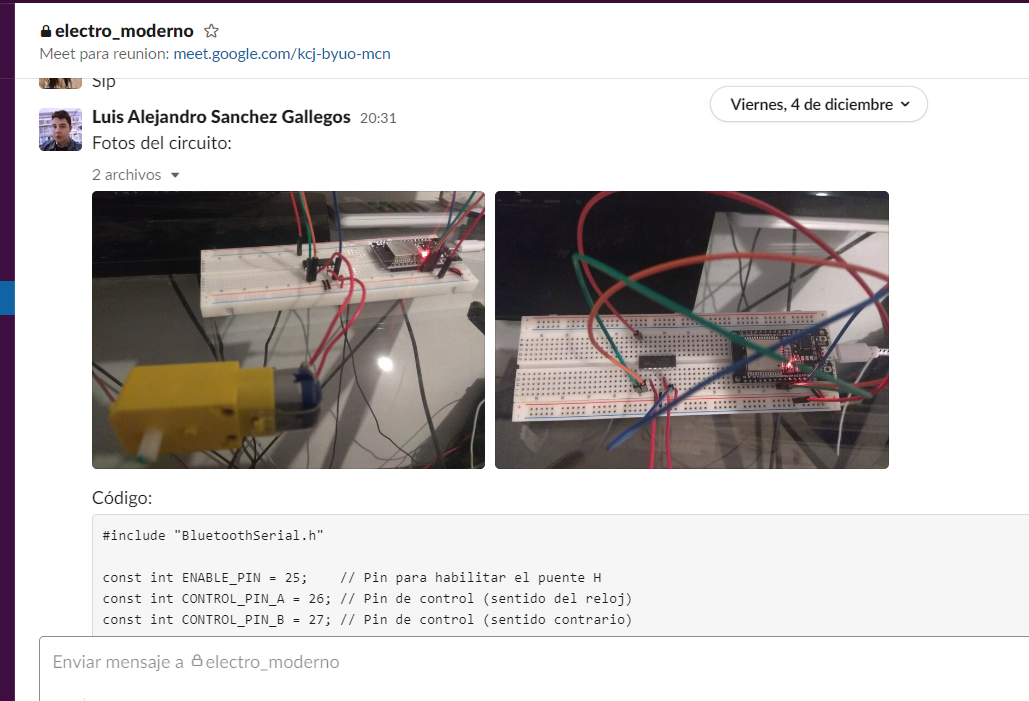 electro_moderno
Meet para reunion: meet.google.com/kcj-byuo-mcn
Sip
Viernes, 4 de diciembre
Luis Alejandro Sanchez Gallegos 20:31
Fotos del circuito:
2 archivos
Código:
#include "BluetoothSerial.h"
const int ENABLE_PIN = 25;    // Pin para habilitar el puente H
const int CONTROL_PIN_A = 26; // Pin de control (sentido del reloj)
const int CONTROL_PIN_B = 27; // Pin de control (sentido contrario)
Enviar mensaje a electro_moderno